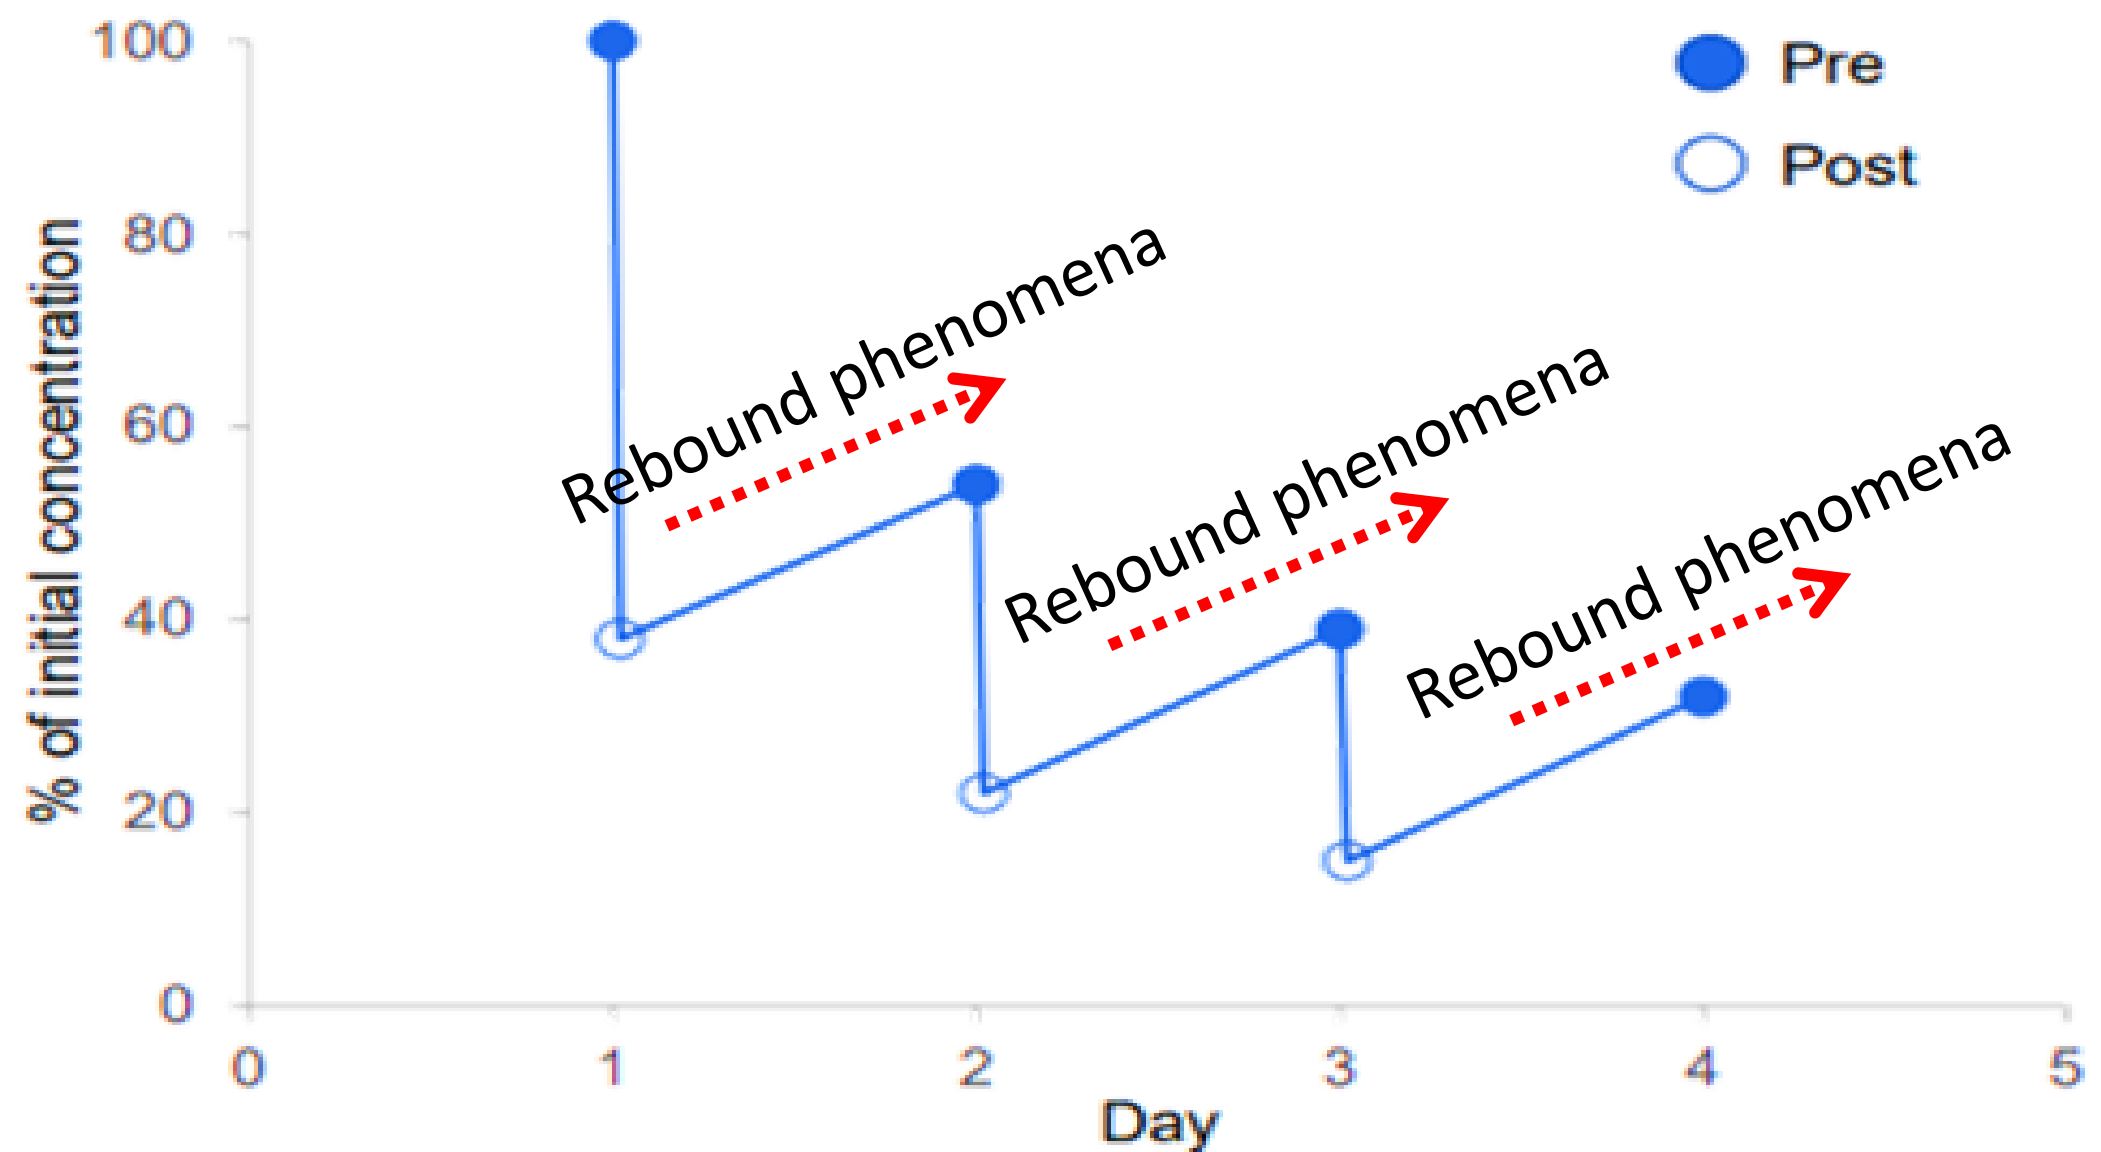 100
80
60
40
20
0
% of initial concentration
Pre
Post
Rebound phenomena
Rebound phenomena
Rebound phenomena
0 1 2 3 4 5
Day